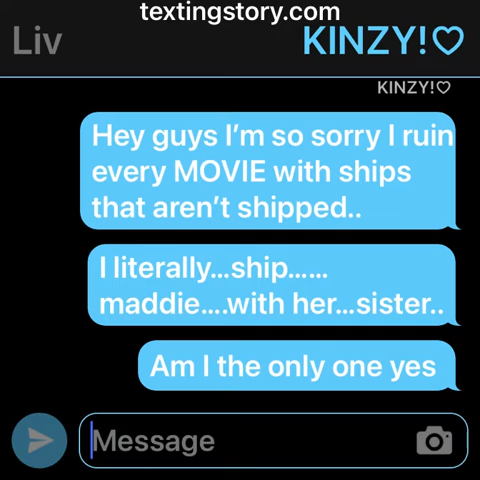 textingstory.com
Liv
KINZY!♡
KINZY!♡
Hey guys I’m so sorry I ruin
every MOVIE with ships
that aren’t shipped..
I literally...ship......
maddie....with her...sister..
Am I the only one yes
Message